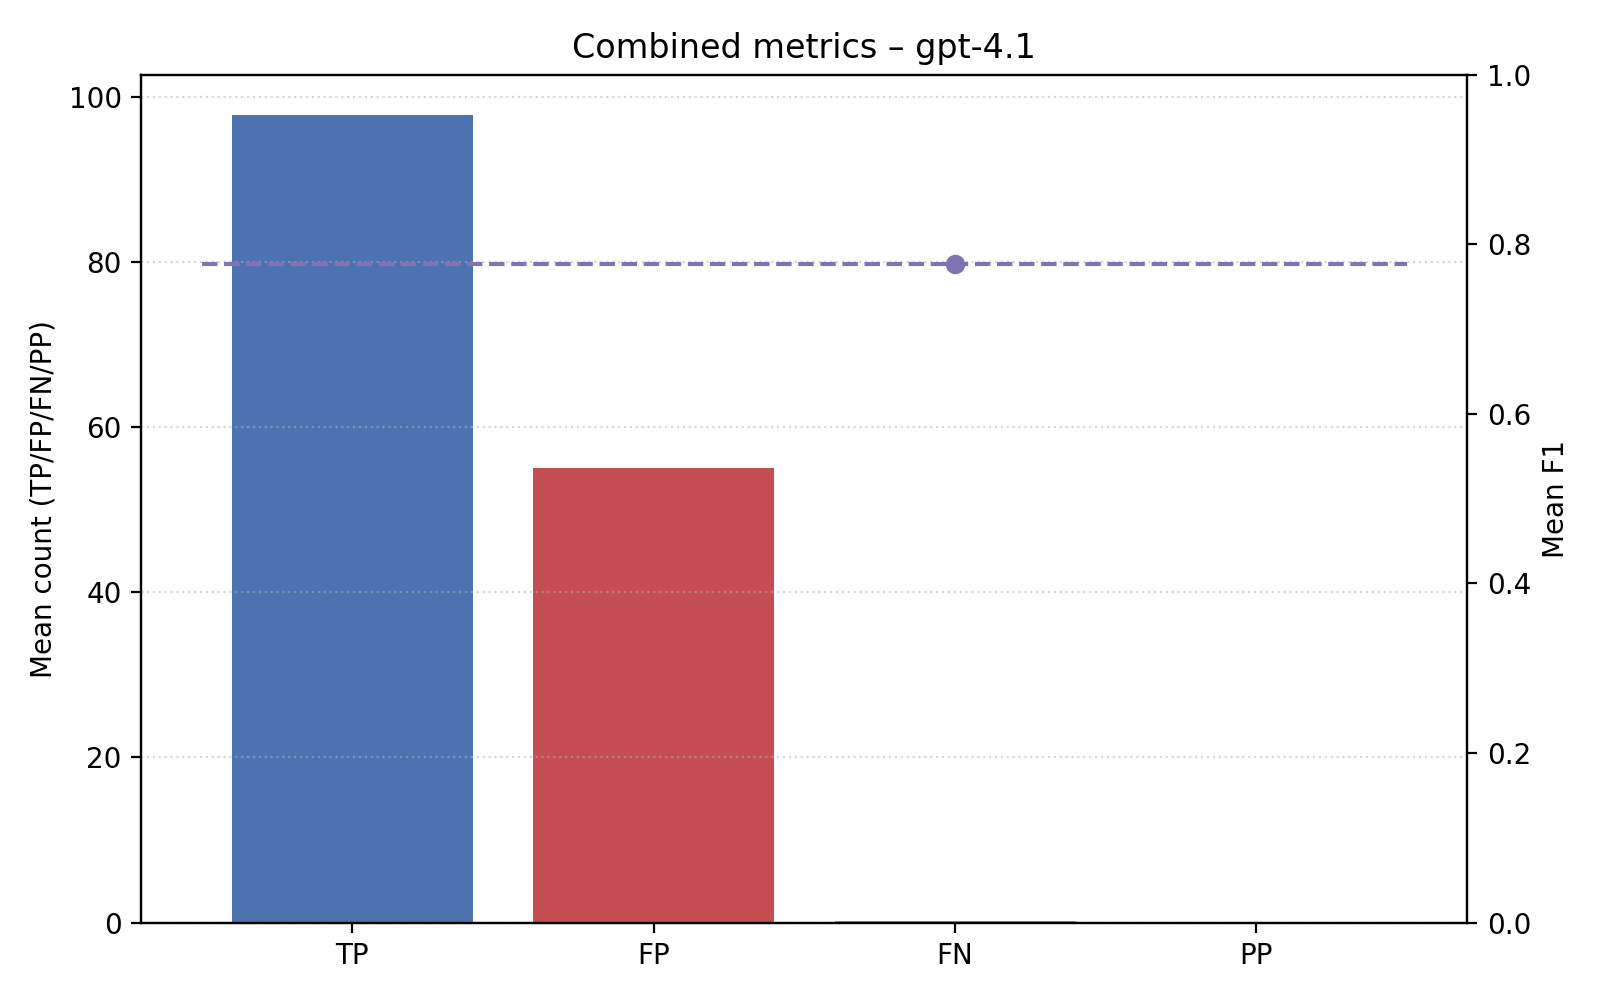 Combined metrics – gpt-4.1
Mean count (TP/FP/FN/PP)
100
80
60
40
20
0
TP
FP
FN
PP
1.0
0.8
0.6
0.4
0.2
0.0
Mean F1